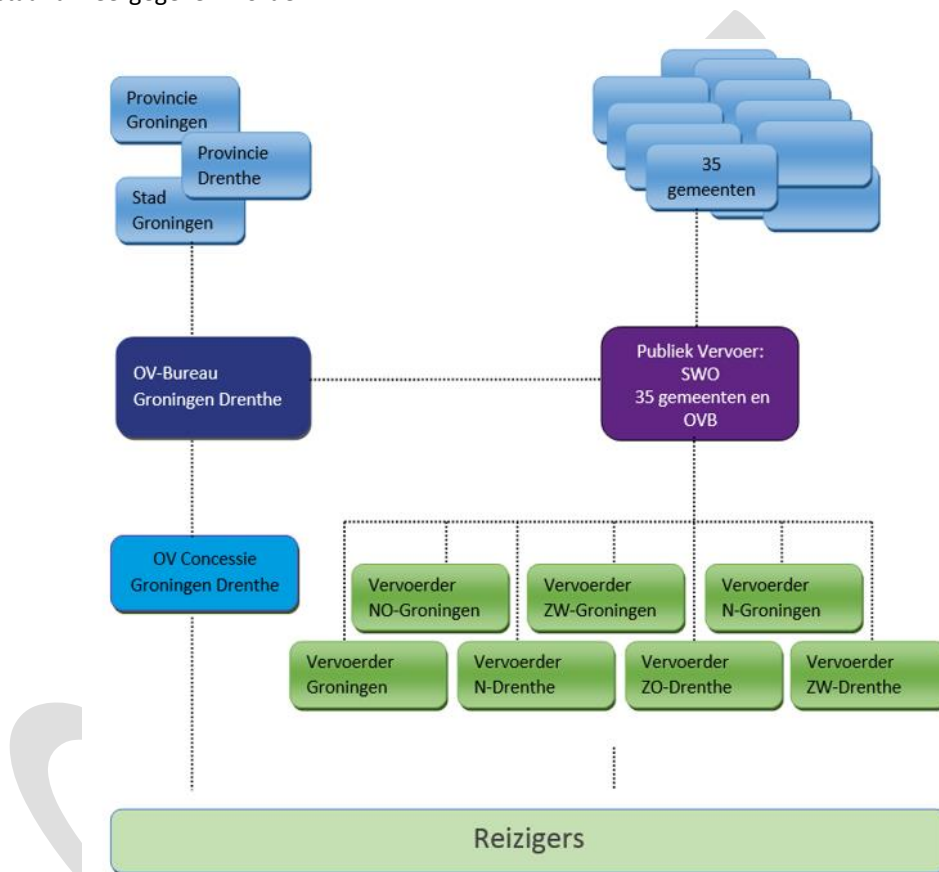 Provincie
Groningen
Provincie
Drenthe
Stad
Groningen
35
gemeenten
OV-Bureau
Groningen Drenthe
Publiek Vervoer:
SWO
35 gemeenten en
OVB
OV Concessie
Groningen Drenthe
Vervoerder
NO-Groningen
Vervoerder
ZW-Groningen
Vervoerder
N-Groningen
Vervoerder
Groningen
Vervoerder
N-Drenthe
Vervoerder
ZO-Drenthe
Vervoerder
ZW-Drenthe
Reizigers